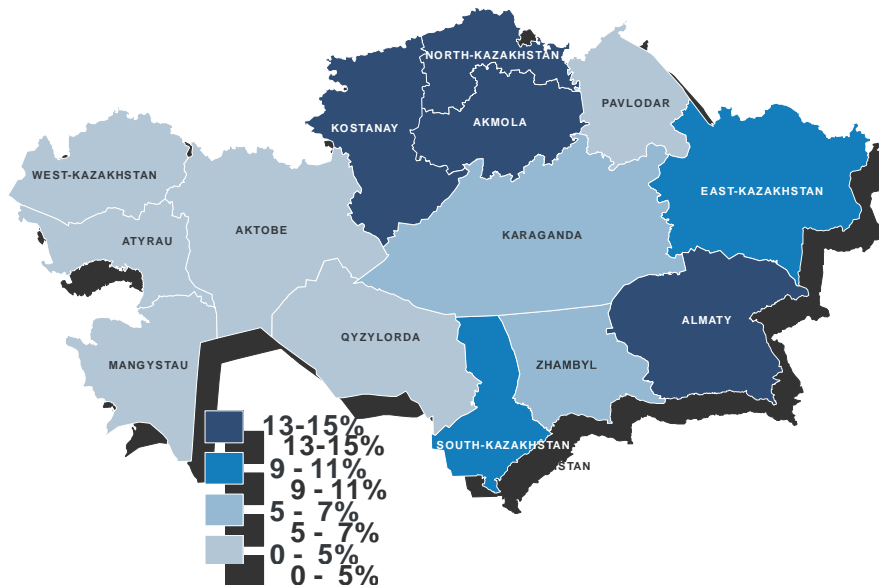 NORTH-KAZAKHSTAN
PAVLODAR
KOSTANAY
AKMOLA
WEST-KAZAKHSTAN
EAST-KAZAKHSTAN
ATYRAU
AKTOBE
KARAGANDA
ALMATY
QYZYLORDA
MANGYSTAU
ZHAMBYL
SOUTH-KAZAKHSTAN
13-15%
13-15%
9 - 11%
9 - 11%
5 - 7%
5 - 7%
0 - 5%
0 - 5%